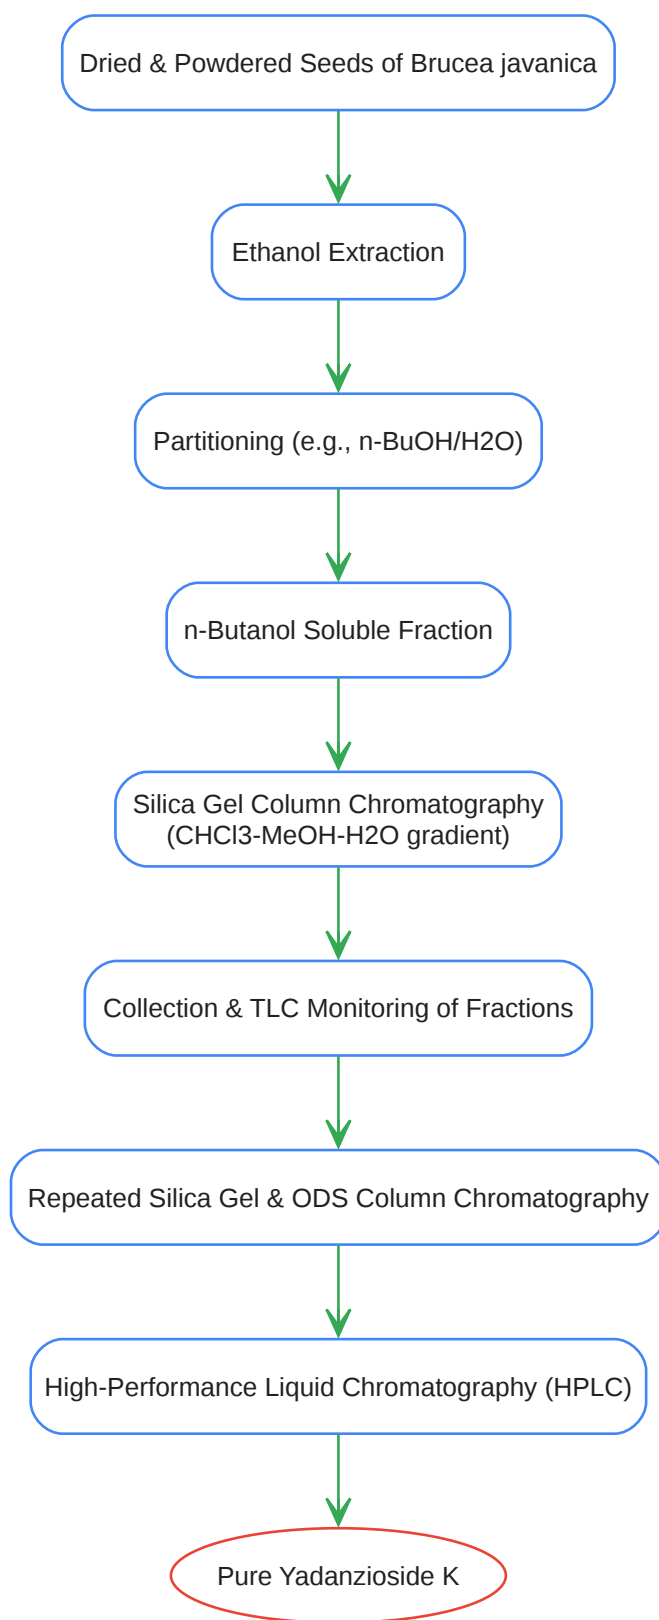 Dried & Powdered Seeds of Brucea javanica
Ethanol Extraction
Partitioning (e.g., n-BuOH/H2O)
n-Butanol Soluble Fraction
Silica Gel Column Chromatography
(CHCl3-MeOH-H2O gradient)
Collection & TLC Monitoring of Fractions
Repeated Silica Gel & ODS Column Chromatography
High-Performance Liquid Chromatography (HPLC)
Pure Yadanzioside K